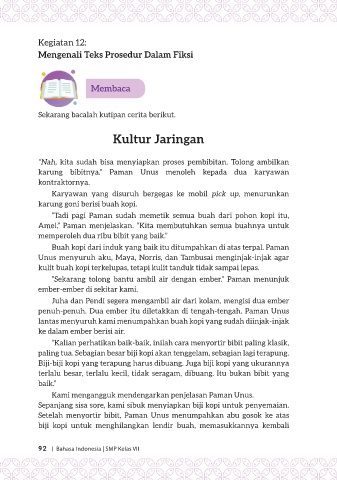 Kegiatan 12:
Mengenali Teks Prosedur Dalam Fiksi
Membaca
Sekarang bacalah kutipan cerita berikut.
Kultur Jaringan
"Nah, kita sudah bisa menyiapkan proses pembibitan. Tolong ambilkan
karung bibitnya." Paman Unus menoleh kepada dua karyawan
kontraktornya.
Karyawan yang disuruh bergegas ke mobil pick up, menurunkan
karung goni berisi buah kopi.
"Tadi pagi Paman sudah memetik semua buah dari pohon kopi itu,
Amel," Paman menjelaskan. "Kita membutuhkan semua buahnya untuk
memperoleh dua ribu bibit yang baik."
Buah kopi dari induk yang baik itu ditumpahkan di atas terpal. Paman
Unus menyuruh aku, Maya, Norris, dan Tambusai menginjak-injak agar
kulit buah kopi terkelupas, tetapi kulit tanduk tidak sampai lepas.
"Sekarang tolong bantu ambil air dengan ember." Paman menunjuk
ember-ember di sekitar kami.
Juha dan Pendi segera mengambil air dari kolam, mengisi dua ember
penuh-penuh. Dua ember itu diletakkan di tengah-tengah. Paman Unus
lantas menyuruh kami menumpahkan buah kopi yang sudah diinjak-injak
ke dalam ember berisi air.
"Kalian perhatikan baik-baik, inilah cara menyortir bibit paling klasik,
paling tua. Sebagian besar biji kopi akan tenggelam, sebagian lagi terapung.
Biji-biji kopi yang terapung harus dibuang. Juga biji kopi yang ukurannya
terlalu besar, terlalu kecil, tidak seragam, dibuang. Itu bukan bibit yang
baik."
Kami mengangguk mendengarkan penjelasan Paman Unus.
Sepanjang sisa sore, kami sibuk menyiapkan biji kopi untuk penyemaian.
Setelah menyortir bibit, Paman Unus menumpahkan abu gosok ke atas
biji kopi untuk menghilangkan lendir buah, memasukkannya kembali
92 | Bahasa Indonesia | SMP Kelas VII